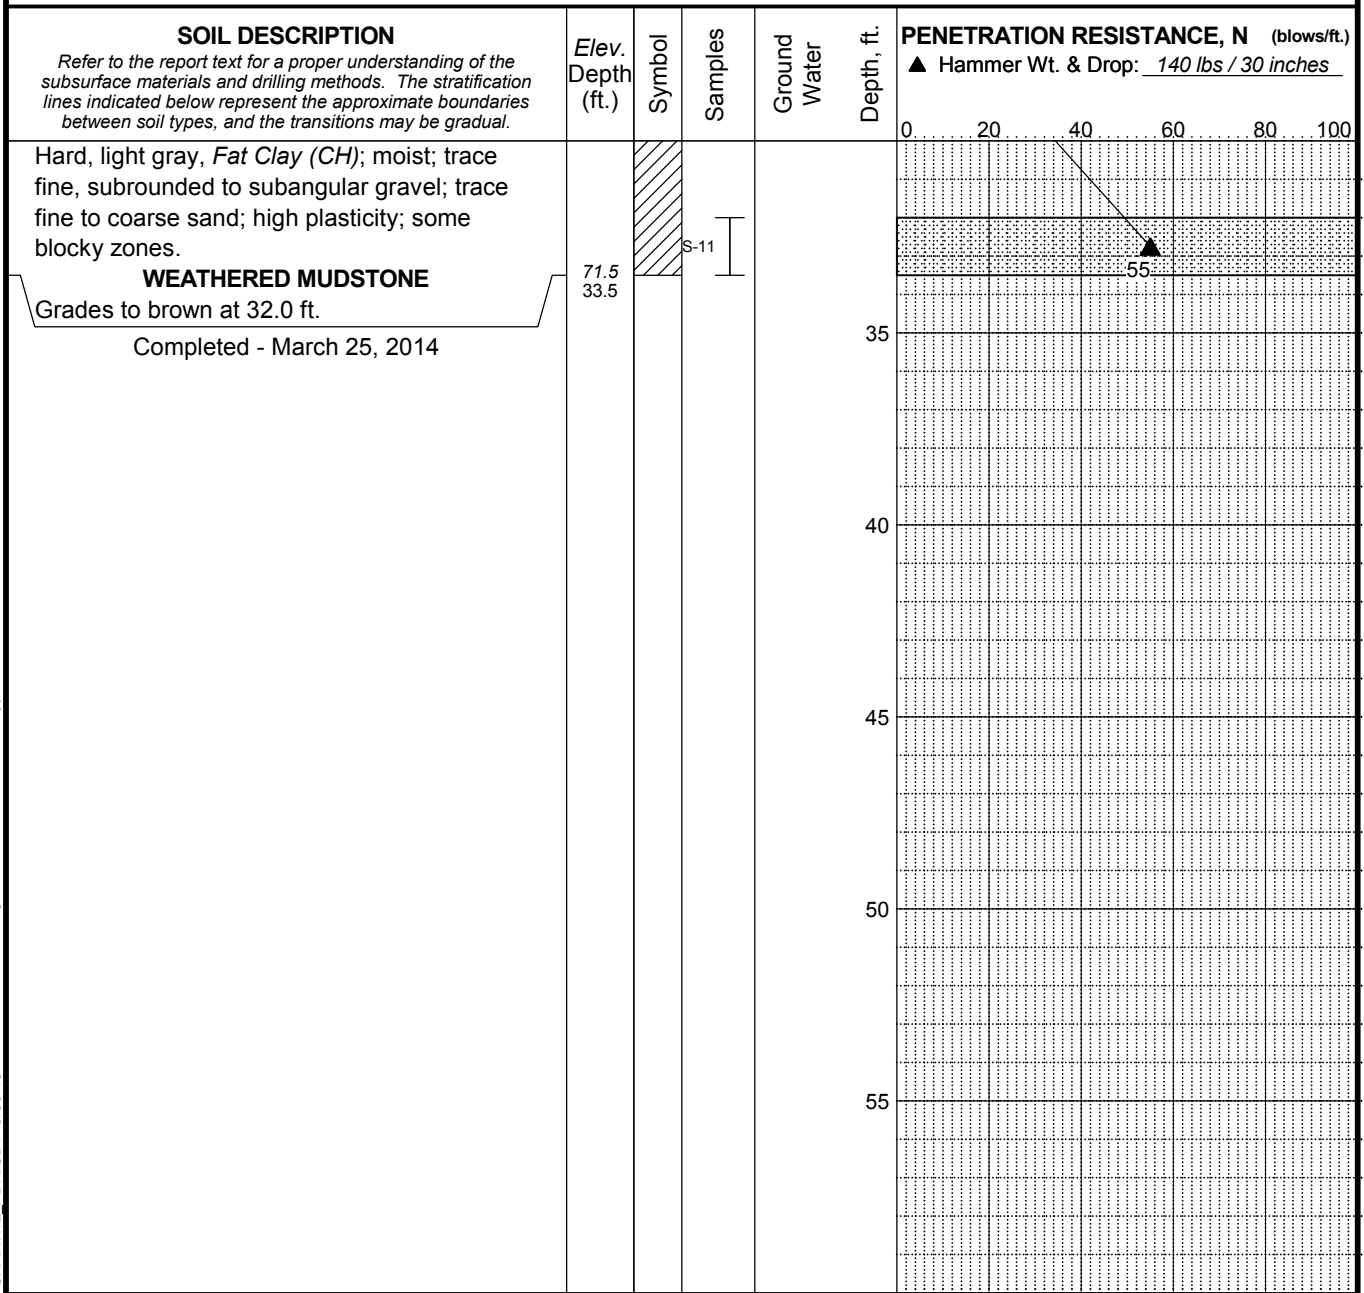 SOIL DESCRIPTION
Refer to the report text for a proper understanding of the
subsurface materials and drilling methods. The stratification
lines indicated below represent the approximate boundaries
between soil types, and the transitions may be gradual.
Elev.
Depth
(ft.)
Symbol
Samples
Ground
Water
Depth, ft.
PENETRATION RESISTANCE, N (blows/ft.)
▲ Hammer Wt. & Drop: 140 lbs / 30 inches
0 20 40 60 80 100
Hard, light gray, Fat Clay (CH); moist; trace
fine, subrounded to subangular gravel; trace
fine to coarse sand; high plasticity; some
blocky zones.
WEATHERED MUDSTONE
Grades to brown at 32.0 ft.
Completed - March 25, 2014
71.5
33.5
S-11
55
35
40
45
50
55